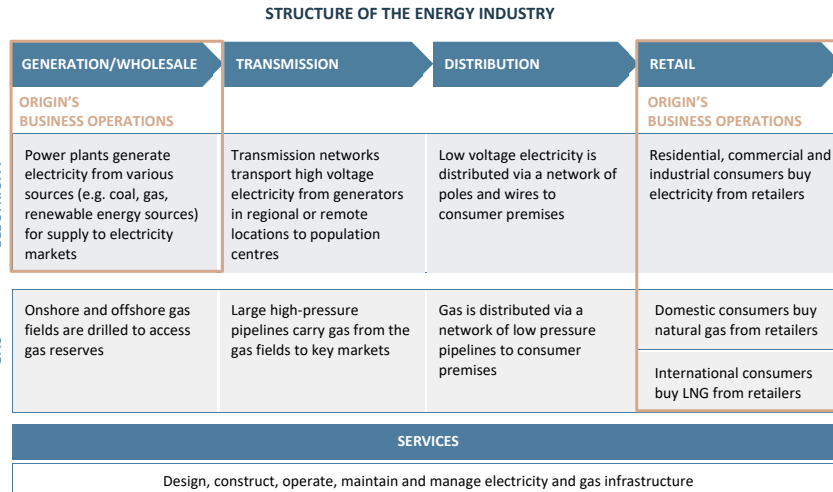 STRUCTURE OF THE ENERGY INDUSTRY
GENERATION/WHOLESALE
TRANSMISSION
DISTRIBUTION
RETAIL
ORIGIN'S
BUSINESS OPERATIONS
ORIGIN'S
BUSINESS OPERATIONS
Power plants generate
electricity from various
sources (e.g. coal, gas,
renewable energy sources)
for supply to electricity
markets
Transmission networks
transport high voltage
electricity from generators
in regional or remote
locations to population
centres
Low voltage electricity is
distributed via a network of
poles and wires to
consumer premises
Residential, commercial and
industrial consumers buy
electricity from retailers
Onshore and offshore gas
fields are drilled to access
gas reserves
Large high-pressure
pipelines carry gas from the
gas fields to key markets
Gas is distributed via a
network of low pressure
pipelines to consumer
premises
Domestic consumers buy
natural gas from retailers
International consumers
buy LNG from retailers
SERVICES
Design, construct, operate, maintain and manage electricity and gas infrastructure